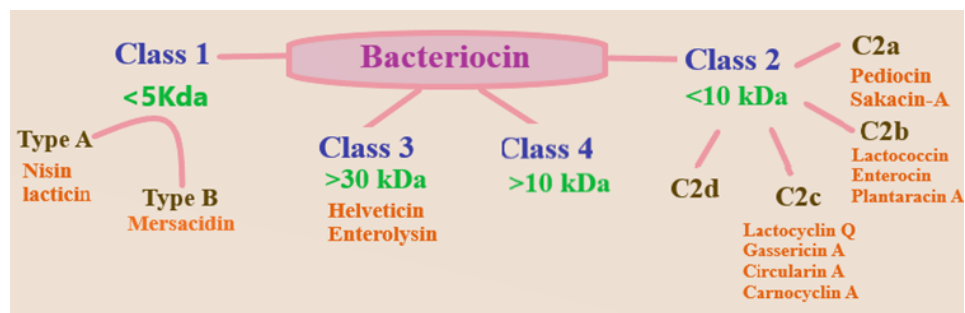 Bacteriocin
Class 1
<5Kda
Type A
Nisin
lacticin
Type B
Mersacidin
Class 3
>30 kDa
Helveticin
Enterolysin
Class 4
>10 kDa
Class 2
<10 kDa
C2a
Pediocin
Sakacin-A
C2b
Lactococcin
Enterocin
Plantaracin A
C2c
Lactocyclin Q
Gassericin A
Circularin A
Carnocyclin A
C2d